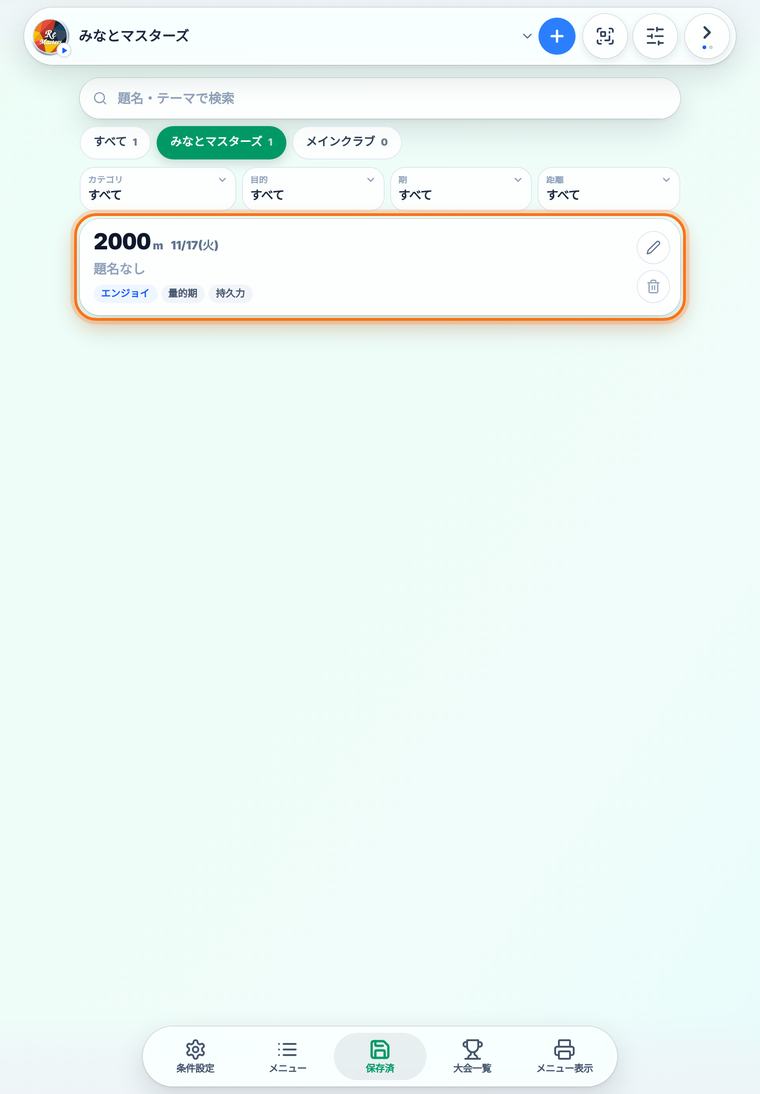 みなとマスターズ
題名・テーマで検索
すべて 1
みなとマスターズ 1
メインクラブ 0
カテゴリ
すべて
目的
すべて
期
すべて
距離
すべて
2000m 11/17(火)
題名なし
エンジョイ 量的期 持久力
条件設定
メニュー
保存済
大会一覧
メニュー表示